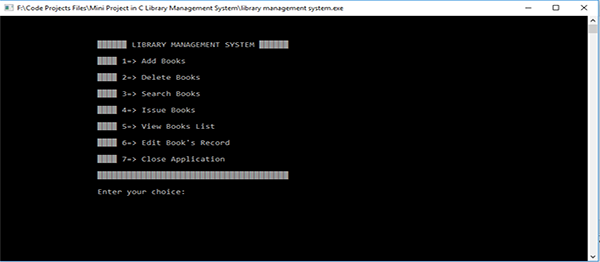 F:\Code Projects Files\Mini Project in C Library Management System\library management system.exe
▒▒▒▒▒▒ LIBRARY MANAGEMENT SYSTEM ▒▒▒▒▒▒
▒▒▒▒ 1=> Add Books
▒▒▒▒ 2=> Delete Books
▒▒▒▒ 3=> Search Books
▒▒▒▒ 4=> Issue Books
▒▒▒▒ 5=> View Books List
▒▒▒▒ 6=> Edit Book's Record
▒▒▒▒ 7=> Close Application
▒▒▒▒▒▒▒▒▒▒▒▒▒▒▒▒▒▒▒▒▒▒▒▒▒▒▒▒▒▒▒▒▒▒▒▒▒▒▒
Enter your choice: